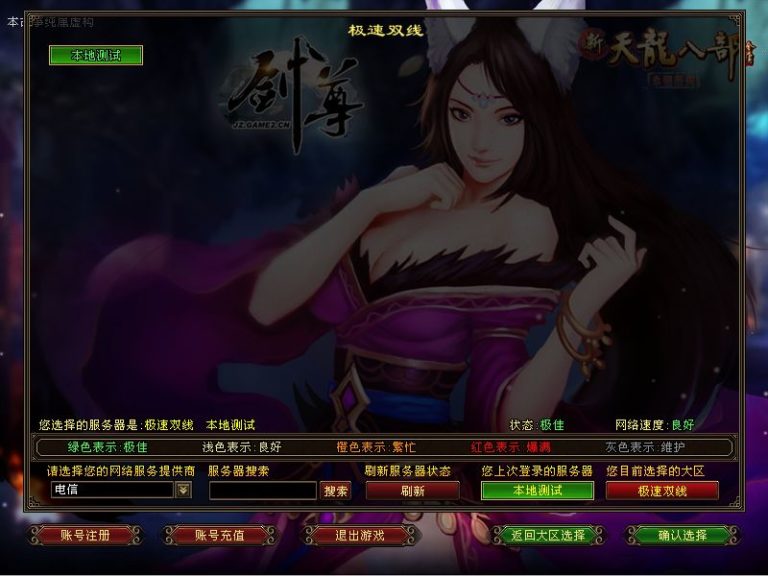 极速双线
本地测试
剑尊
JZ.GAME2.CN
新天龍八部
您选择的服务器是:极速双线 本地测试 状态:极佳 网络速度:良好
绿色表示:极佳 浅色表示:良好 橙色表示:繁忙 红色表示:爆满 灰色表示:维护
请选择您的网络服务提供商 服务器搜索 刷新服务器状态 您上次登录的服务器 您目前选择的大区
电信 搜索 刷新 本地测试 极速双线
账号注册 账号充值 退出游戏 返回大区选择 确认选择